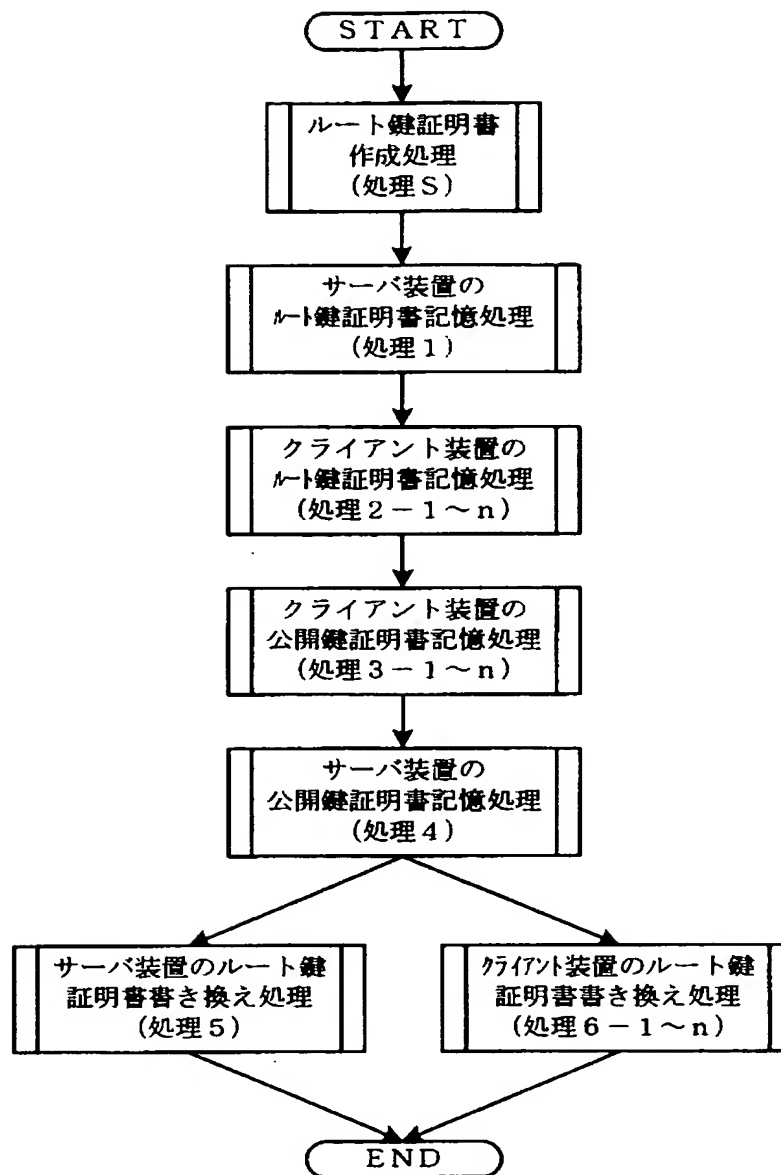 START
ルート鍵証明書
作成処理
(処理S)
サーバ装置の
ルート鍵証明書記憶処理
(処理1)
クライアント装置の
ルート鍵証明書記憶処理
(処理2－1～n)
クライアント装置の
公開鍵証明書記憶処理
(処理3－1～n)
サーバ装置の
公開鍵証明書記憶処理
(処理4)
サーバ装置のルート鍵
証明書書き換え処理
(処理5)
クライアント装置のルート鍵
証明書書き換え処理
(処理6－1～n)
END